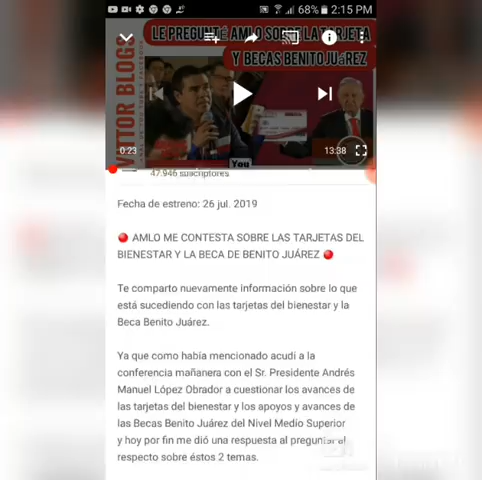 68% 2:15 PM
LE PREGUNTÉ AMLO SOBRE LA TARJETA
Y BECAS BENITO JUáREZ
VATOR BLOGS
0:23
13:38
You
47.946 suscriptores
Fecha de estreno: 26 jul. 2019
AMLO ME CONTESTA SOBRE LAS TARJETAS DEL
BIENESTAR Y LA BECA DE BENITO JUÁREZ
Te comparto nuevamente información sobre lo que
está sucediendo con las tarjetas del bienestar y la
Beca Benito Juárez.
Ya que como había mencionado acudí a la
conferencia mañanera con el Sr. Presidente Andrés
Manuel López Obrador a cuestionar los avances de
las tarjetas del bienestar y los apoyos y avances de
las Becas Benito Juárez del Nivel Medio Superior
y hoy por fin me dió una respuesta al preguntar al
respecto sobre éstos 2 temas.